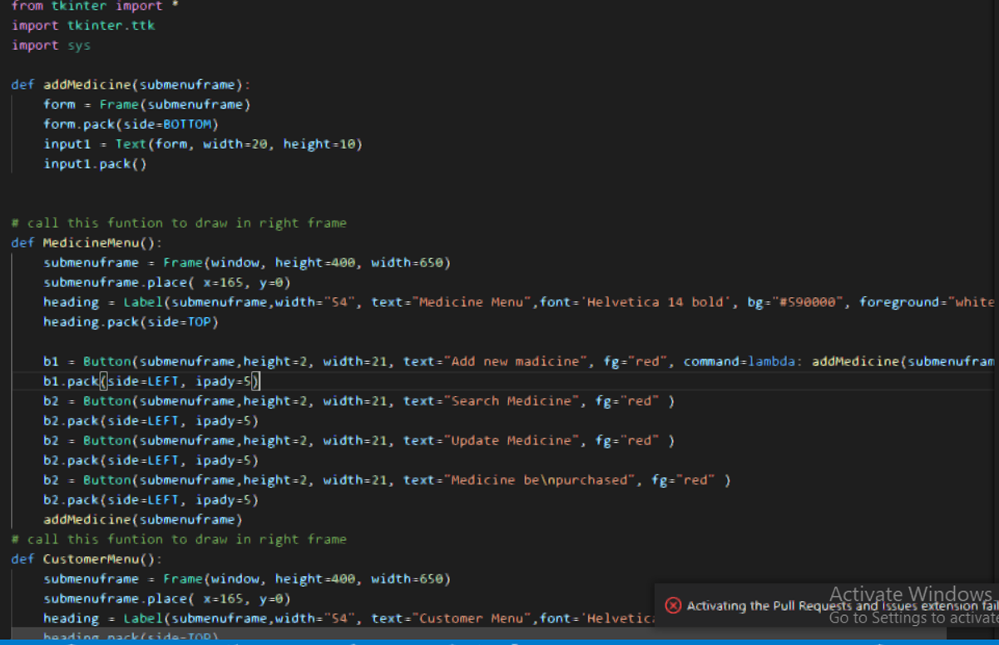 from tkinter import *
import tkinter.ttk
import sys
def addMedicine(submenuframe):
    form = Frame(submenuframe)
    form.pack(side=BOTTOM)
    input1 = Text(form, width=20, height=10)
    input1.pack()
# call this funtion to draw in right frame
def MedicineMenu():
    submenuframe = Frame(window, height=400, width=650)
    submenuframe.place( x=165, y=0)
    heading = Label(submenuframe,width="54", text="Medicine Menu",font='Helvetica 14 bold', bg="#590000", foreground="white
    heading.pack(side=TOP)
    b1 = Button(submenuframe,height=2, width=21, text="Add new madicine", fg="red", command=lambda: addMedicine(submenufram
    b1.pack(side=LEFT, ipady=5)
    b2 = Button(submenuframe,height=2, width=21, text="Search Medicine", fg="red" )
    b2.pack(side=LEFT, ipady=5)
    b2 = Button(submenuframe,height=2, width=21, text="Update Medicine", fg="red" )
    b2.pack(side=LEFT, ipady=5)
    b2 = Button(submenuframe,height=2, width=21, text="Medicine be\npurchased", fg="red" )
    b2.pack(side=LEFT, ipady=5)
    addMedicine(submenuframe)
# call this funtion to draw in right frame
def CustomerMenu():
    submenuframe = Frame(window, height=400, width=650)
    submenuframe.place( x=165, y=0)
    heading = Label(submenuframe,width="54", text="Customer Menu",font='Helvetic
    heading.pack(side=TOP)
Activate Windows
Activating the Pull Requests and Issues extension fail
Go to Settings to activat